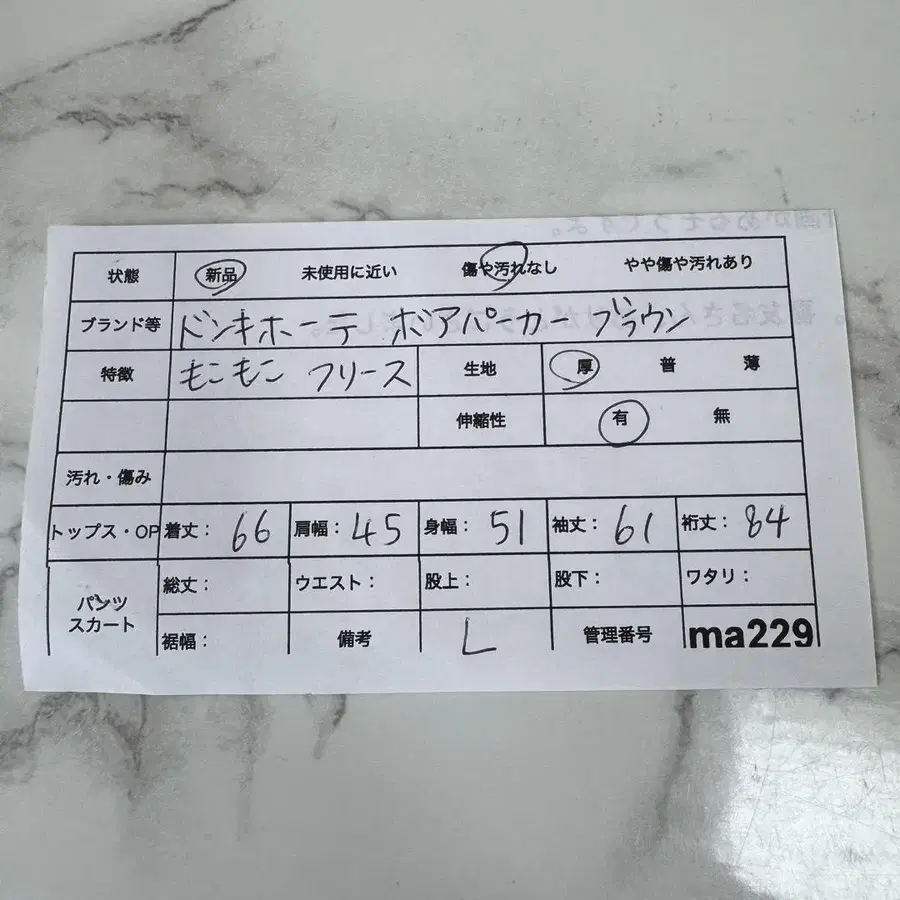 状態 新品 未使用に近い 傷や汚れなし やや傷や汚れあり
ブランド等 ドンキホーテ ボアパーカー ブラウン
特徴 もこもこ フリース 生地 厚 普 薄
伸縮性 有 無
汚れ・傷み
トップス・OP 着丈： 66 肩幅： 45 身幅： 51 袖丈： 61 裄丈： 84
パンツ スカート 総丈： ウエスト： 股上： 股下： ワタリ：
裾幅： 備考 L 管理番号 ma229